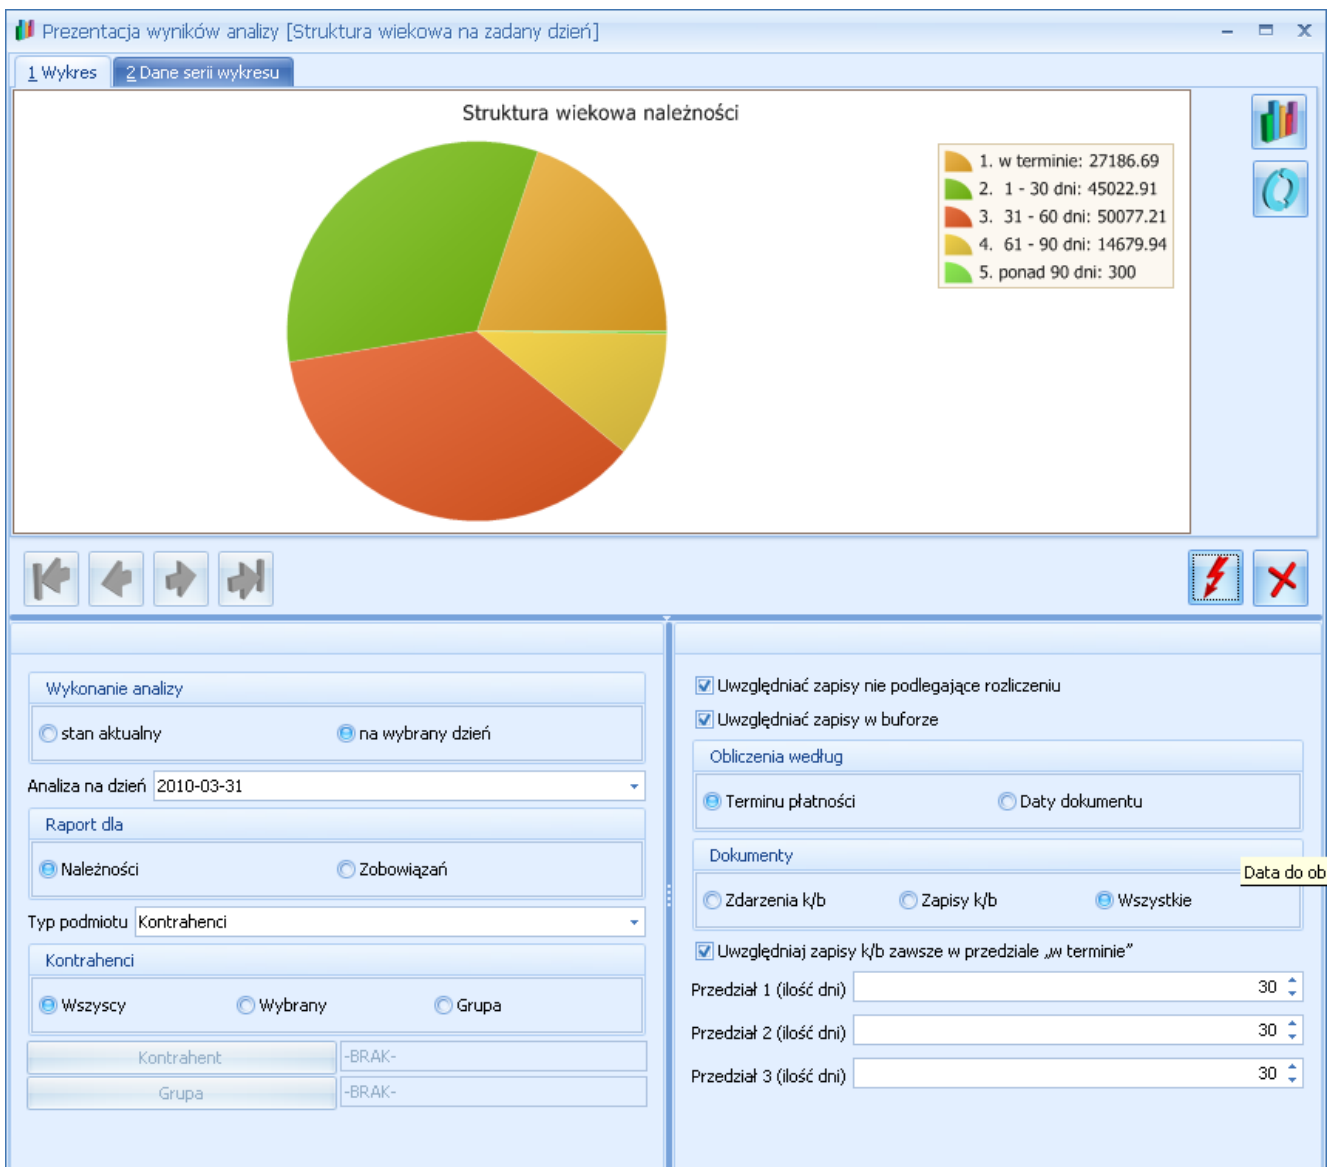 Prezentacja wyników analizy [Struktura wiekowa na zadany dzień]
1 Wykres 2 Dane serii wykresu
Struktura wiekowa należności
1. w terminie: 27186.69
2. 1 - 30 dni: 45022.91
3. 31 - 60 dni: 50077.21
4. 61 - 90 dni: 14679.94
5. ponad 90 dni: 300
Wykonanie analizy
stan aktualny na wybrany dzień
Analiza na dzień 2010-03-31
Raport dla
Należności Zobowiązań
Typ podmiotu Kontrahenci
Kontrahenci
Wszyscy Wybrany Grupa
Kontrahent -BRAK-
Grupa -BRAK-
Uwzględniać zapisy nie podlegające rozliczeniu
Uwzględniać zapisy w buforze
Obliczenia według
Terminu płatności Daty dokumentu
Dokumenty
Data do ob
Zdarzenia k/b Zapisy k/b Wszystkie
Uwzględniaj zapisy k/b zawsze w przedziale „w terminie”
Przedział 1 (ilość dni) 30
Przedział 2 (ilość dni) 30
Przedział 3 (ilość dni) 30